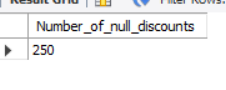 Result Grid Filter Rows:
Number_of_null_discounts
250